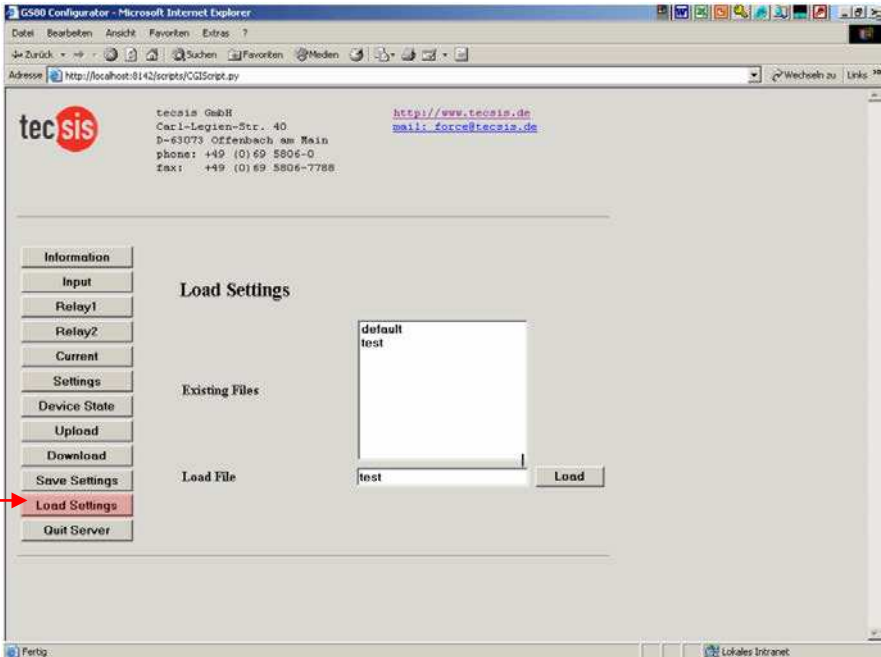 GS80 Configurator - Microsoft Internet Explorer
Datei Bearbeiten Ansicht Favoriten Extras ?
Zurück Suchen Favoriten Medien
Adresse http://localhost:8142/scripts/CGIScript.py Wechseln zu Links »
tecsis
tecsis GmbH
Carl-Legien-Str. 40
D-63073 Offenbach am Main
phone: +49 (0)69 5806-0
fax: +49 (0)69 5806-7788
http://www.tecsis.de
mail: force@tecsis.de
Information
Input
Relay1
Relay2
Current
Settings
Device State
Upload
Download
Save Settings
Load Settings
Quit Server
Load Settings
Existing Files
default
test
Load File
test
Load
Fertig
Lokales Intranet